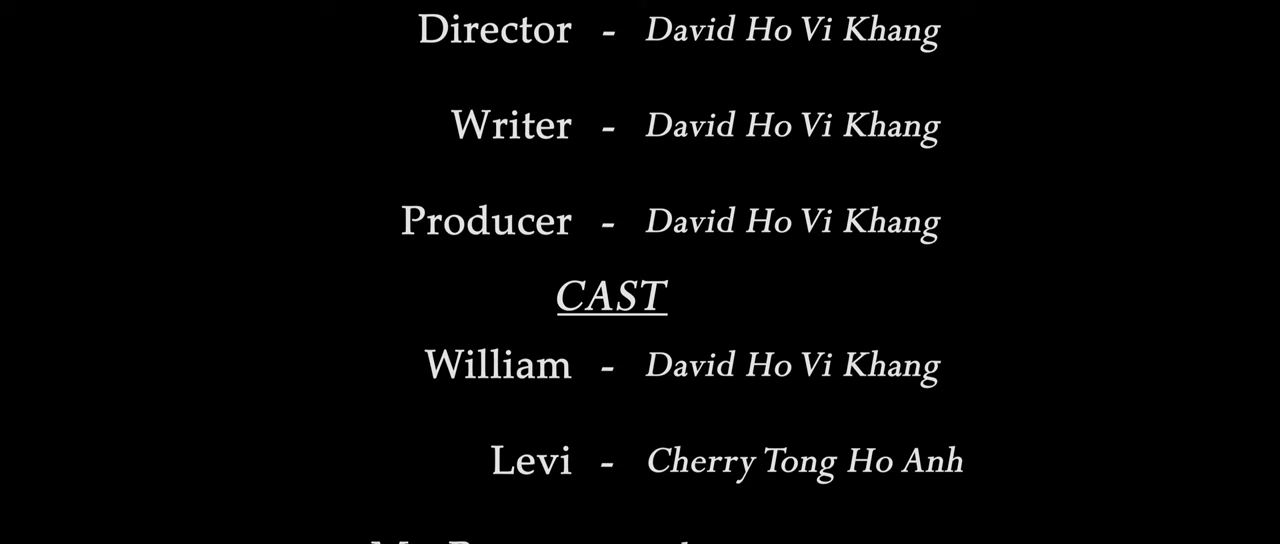 Director - David Ho Vi Khang
Writer - David Ho Vi Khang
Producer - David Ho Vi Khang
CAST
William - David Ho Vi Khang
Levi - Cherry Tong Ho Anh